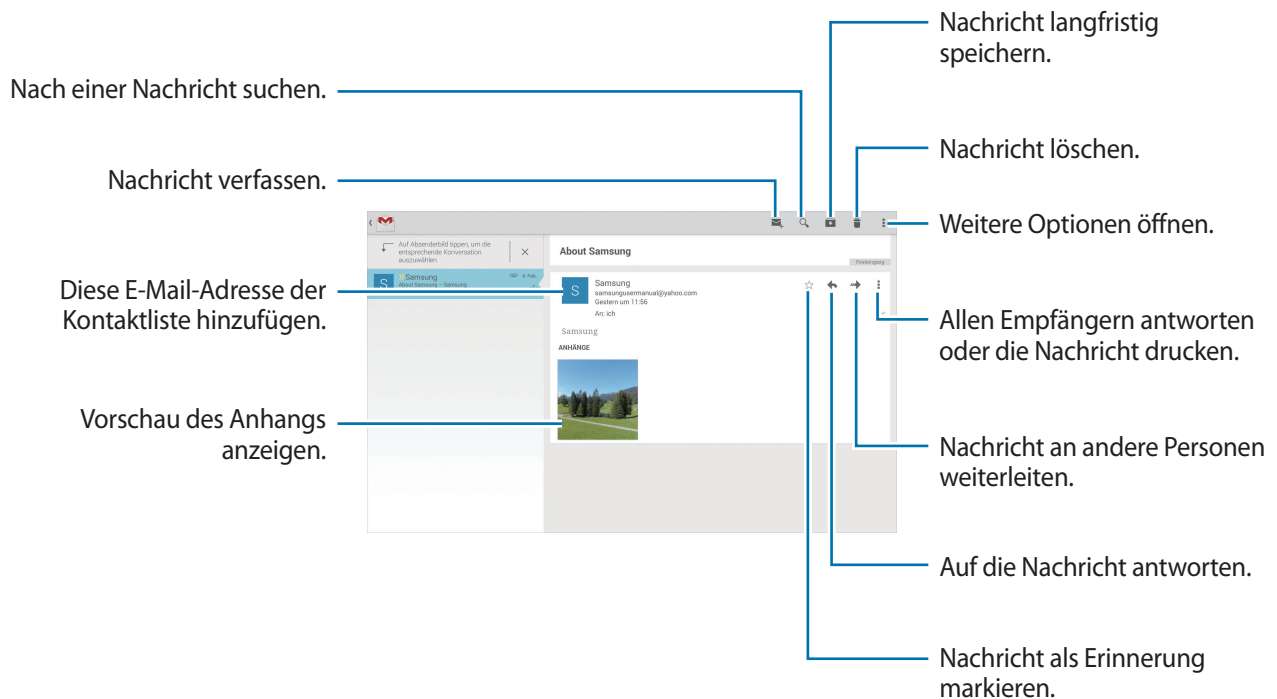 Nachricht langfristig
speichern.
Nach einer Nachricht suchen.
Nachricht löschen.
Nachricht verfassen.
Weitere Optionen öffnen.
Auf Absenderbild tippen, um die
entsprechende Konversation
auszuwählen
About Samsung
Posteingang
S
Samsung
4. Feb.
About Samsung – Samsung
S
Samsung
samsungusermanual@yahoo.com
Gestern um 11:56
An: ich
Samsung
ANHÄNGE
Diese E-Mail-Adresse der
Kontaktliste hinzufügen.
Allen Empfängern antworten
oder die Nachricht drucken.
Vorschau des Anhangs
anzeigen.
Nachricht an andere Personen
weiterleiten.
Auf die Nachricht antworten.
Nachricht als Erinnerung
markieren.